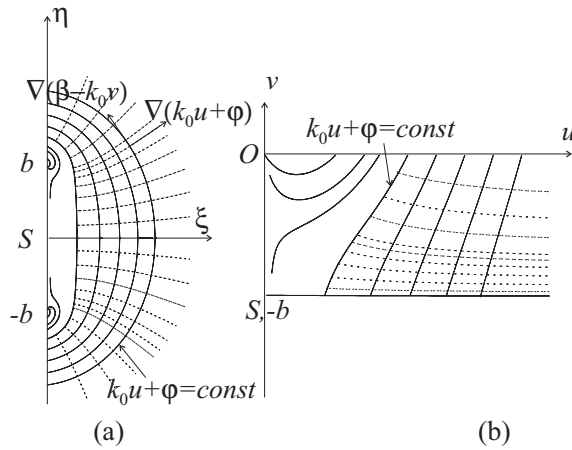 η
∇(β−k₀v)
∇(k₀u+φ)
b
ξ
S
-b
k₀u+φ=const
(a)
v
k₀u+φ=const
u
O
S,-b
(b)